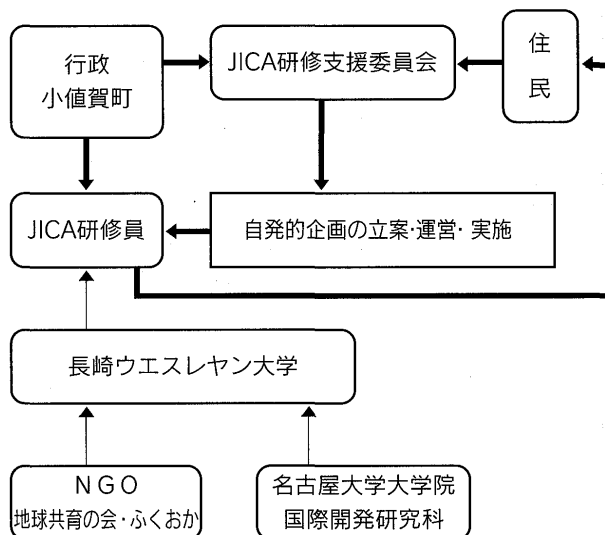 行政
小値賀町
JICA研修支援委員会
住
民
JICA研修員
自発的企画の立案･運営･ 実施
長崎ウエスレヤン大学
NGO
地球共育の会・ふくおか
名古屋大学大学院
国際開発研究科